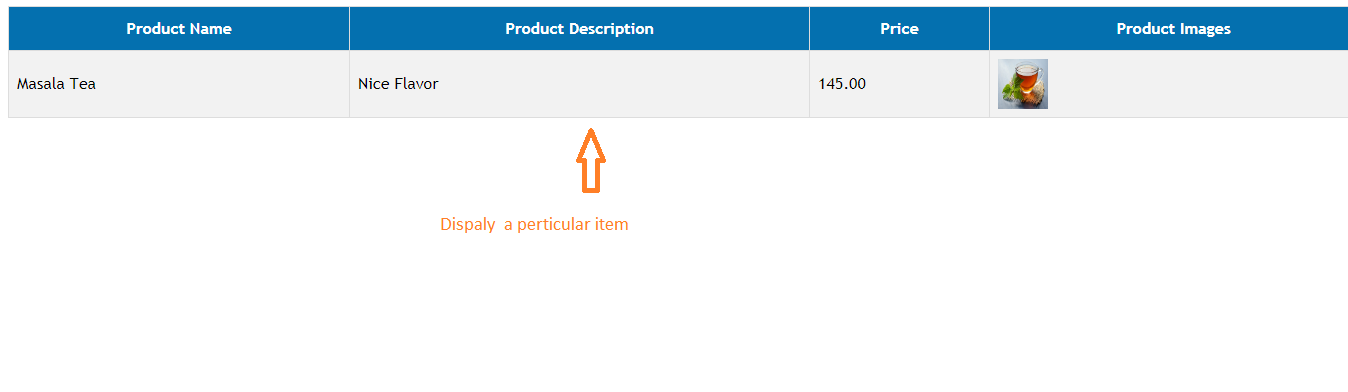 Product Name Product Description Price Product Images
Masala Tea Nice Flavor 145.00
Dispaly a perticular item